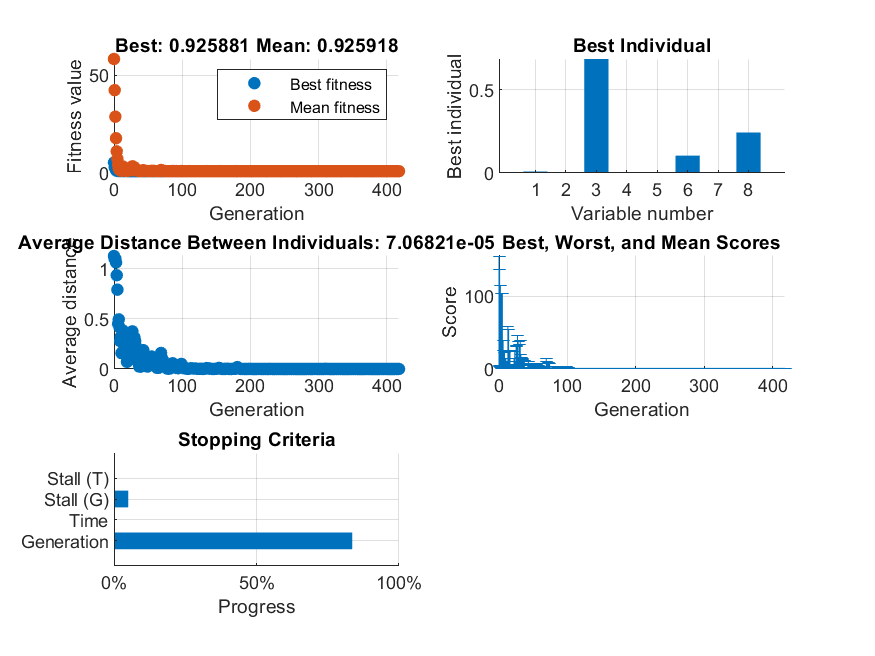 Best: 0.925881 Mean: 0.925918
Fitness value
50
0
Best fitness
Mean fitness
0 100 200 300 400
Generation
Best Individual
Best individual
0.5
0
1 2 3 4 5 6 7 8
Variable number
Average Distance Between Individuals: 7.06821e-05
Average distance
1
0.5
0
0 100 200 300 400
Generation
Best, Worst, and Mean Scores
Score
100
0
0 100 200 300 400
Generation
Stopping Criteria
Stall (T)
Stall (G)
Time
Generation
0% 50% 100%
Progress